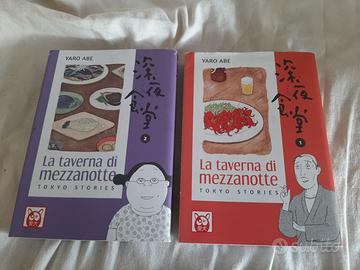 YARO ABE
深夜食堂
2
La taverna di
mezzanotte
TOKYO STORIES
YARO ABE
深夜食堂
1
La taverna di
mezzanotte
TOKYO STORIES
subito